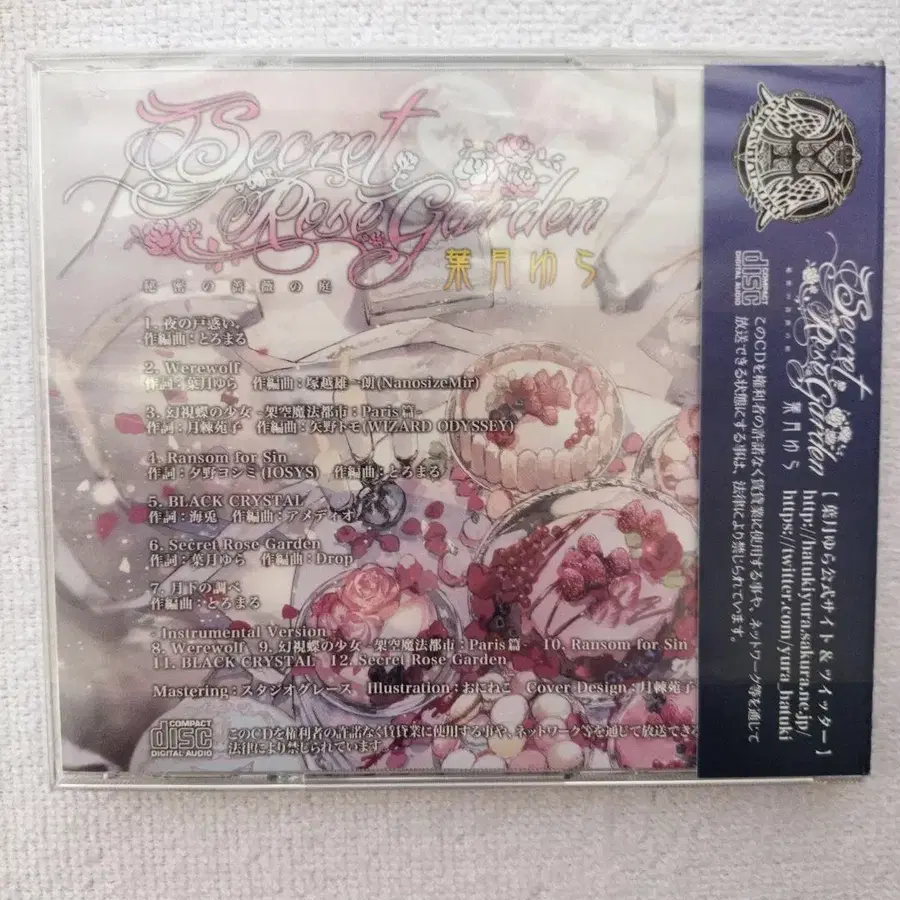 Secret
Rose Garden
葉月ゆら
秘密の薔薇の庭
1. 夜の戸惑い。
作編曲：とろまる
2. Werewolf
作詞：葉月ゆら　作編曲：塚越雄一朗(NanosizeMir)
3. 幻視蝶の少女 -架空魔法都市：Paris篇-
作詞：月棘苑子　作編曲：矢野トモ(WIZARD ODYSSEY)
4. Ransom for Sin
作詞：夕野ヨシミ (IOSYS)　作編曲：とろまる
5. BLACK CRYSTAL
作詞：海兎　作編曲：アメディオ
6. Secret Rose Garden
作詞：葉月ゆら　作編曲：Drop
7. 月下の調べ
作編曲：とろまる
- Instrumental Version -
8. Werewolf　9. 幻視蝶の少女 -架空魔法都市：Paris篇-　10. Ransom for Sin
11. BLACK CRYSTAL　12. Secret Rose Garden
Mastering：スタジオグレース　Illustration：おにねこ　Cover Design：月棘苑子
COMPACT
disc
DIGITAL AUDIO
このCDを権利者の許諾なく賃貸業に使用する事や、ネットワーク等を通じて放送できる
法律により禁じられています。
COMPACT
disc
DIGITAL AUDIO
Secret
Rose Garden
秘密の薔薇の庭
葉月ゆら
このCDを権利者の許諾なく賃貸業に使用する事や、ネットワーク等を通じて
放送できる状態にする事は、法律により禁じられています。
【 葉月ゆら公式サイト & ツイッター 】
http://hatukiyura.sakura.ne.jp/
https://twitter.com/yura_hatuki